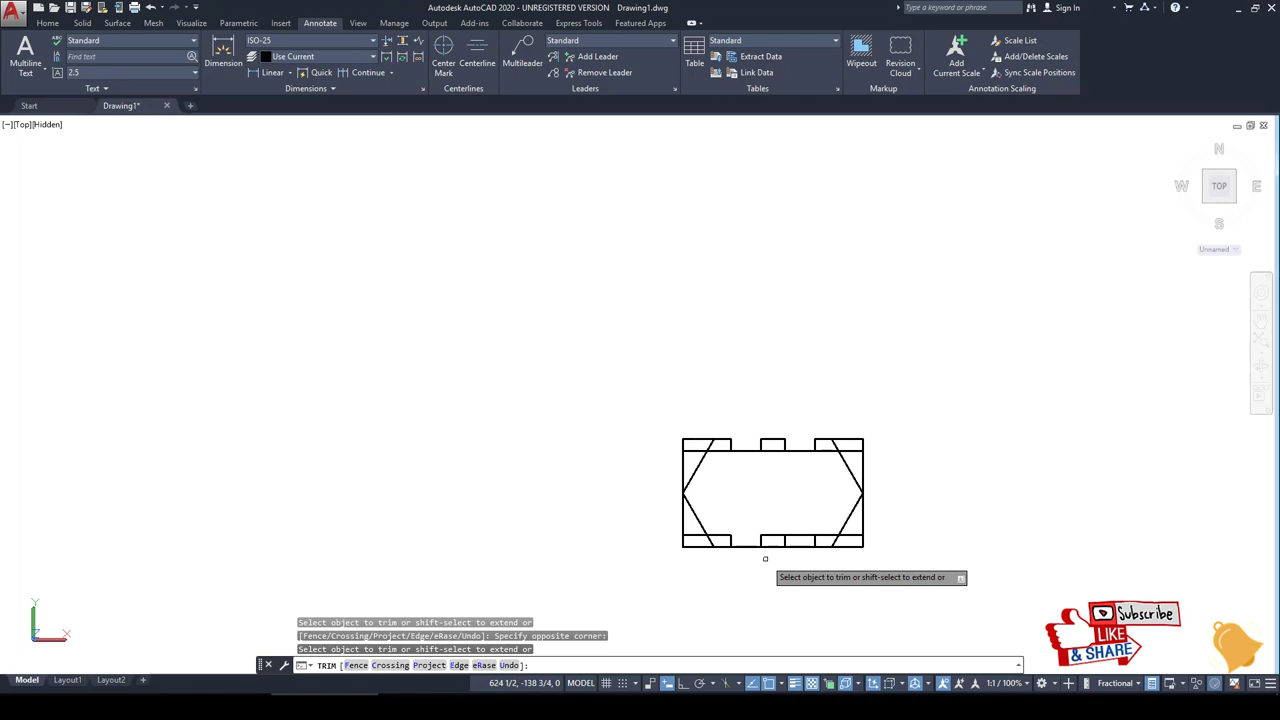 Autodesk AutoCAD 2020 - UNREGISTERED VERSION Drawing1.dwg
Type a keyword or phrase
Sign In
Home Solid Surface Mesh Visualize Parametric Insert Annotate View Manage Output Add-ins Collaborate Express Tools Featured Apps
Multiline
Text
Standard
Find text
2.5
Text
Dimension
ISO-25
Use Current
Linear Quick Continue
Dimensions
Center
Mark
Centerline
Centerlines
Multileader
Standard
Add Leader
Remove Leader
Leaders
Table
Standard
Extract Data
Link Data
Tables
Wipeout
Revision
Cloud
Markup
Add
Current Scale
Scale List
Add/Delete Scales
Sync Scale Positions
Annotation Scaling
Start
Drawing1*
[−][Top][Hidden]
N
W
TOP
E
S
Unnamed
Select object to trim or shift-select to extend or
Y
Z
X
Select object to trim or shift-select to extend or
[Fence/Crossing/Project/Edge/eRase/Undo]: Specify opposite corner:
Select object to trim or shift-select to extend or
TRIM [Fence Crossing Project Edge eRase Undo]:
Subscribe
LIKE
& SHARE
Model Layout1 Layout2
624 1/2, -138 3/4, 0 MODEL
1:1 / 100%
Fractional